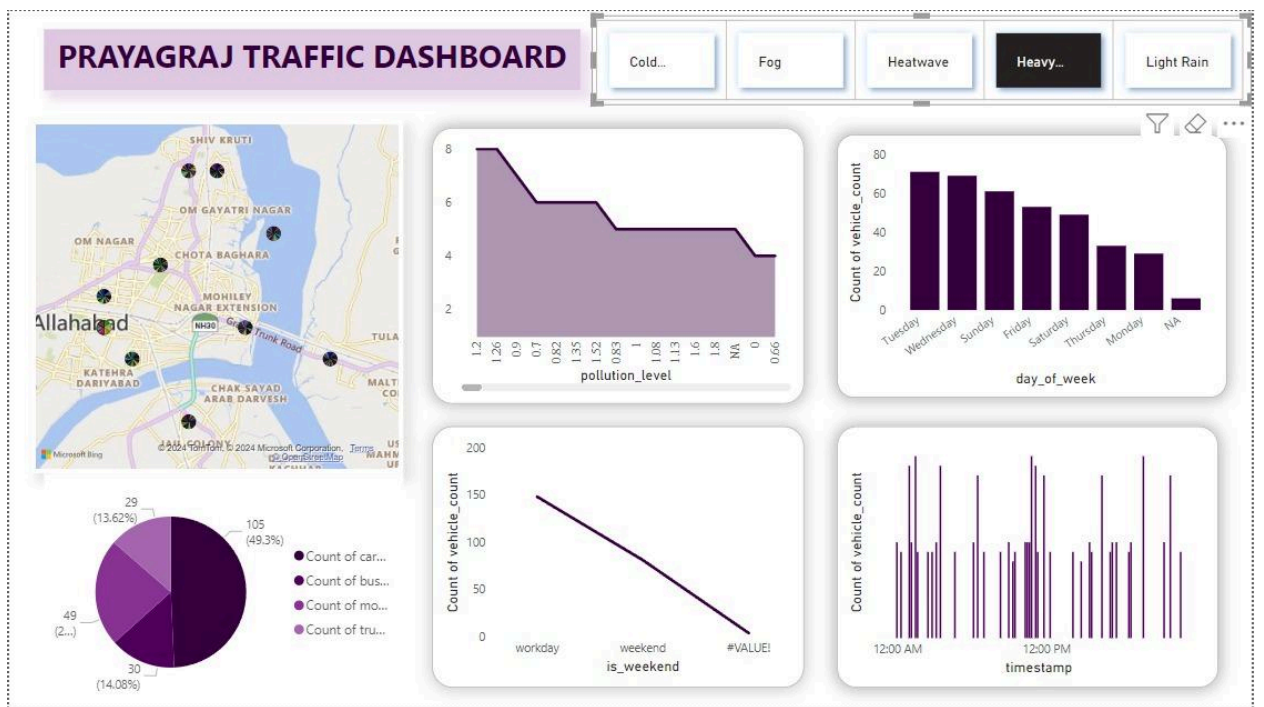 PRAYAGRAJ TRAFFIC DASHBOARD
Cold...
Fog
Heatwave
Heavy...
Light Rain
SHIV KRUTI
OM GAYATRI NAGAR
OM NAGAR
CHOTA BAGHARA
MOHILEY
NAGAR EXTENSION
Allahabad
NH30
Grand Trunk Road
TULA
KATEHRA
DARIYABAD
CHAK SAYAD
ARAB DARVESH
MALT
CO
JAIL COLONY
© 2024 TomTom, © 2024 Microsoft Corporation, Terms
© OpenStreetMap
Microsoft Bing
US
MAHM
UF
8
6
4
2
1.2
1.26
0.9
0.7
0.82
1.35
1.52
0.83
1
1.08
1.13
1.6
1.8
NA
0
0.66
pollution_level
Count of vehicle_count
80
60
40
20
0
Tuesday
Wednesday
Sunday
Friday
Saturday
Thursday
Monday
NA
day_of_week
29
(13.62%)
105
(49.3%)
49
(2...)
30
(14.08%)
Count of car...
Count of bus...
Count of mo...
Count of tru...
Count of vehicle_count
200
150
100
50
0
workday
weekend
#VALUE!
is_weekend
Count of vehicle_count
12:00 AM
12:00 PM
timestamp